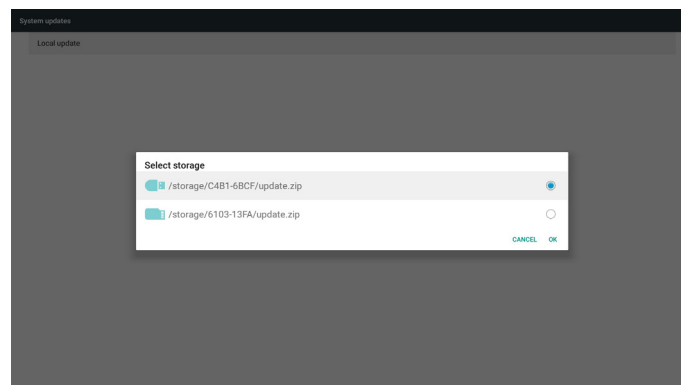 System updates
Local update
Select storage
/storage/C4B1-6BCF/update.zip
/storage/6103-13FA/update.zip
CANCEL OK